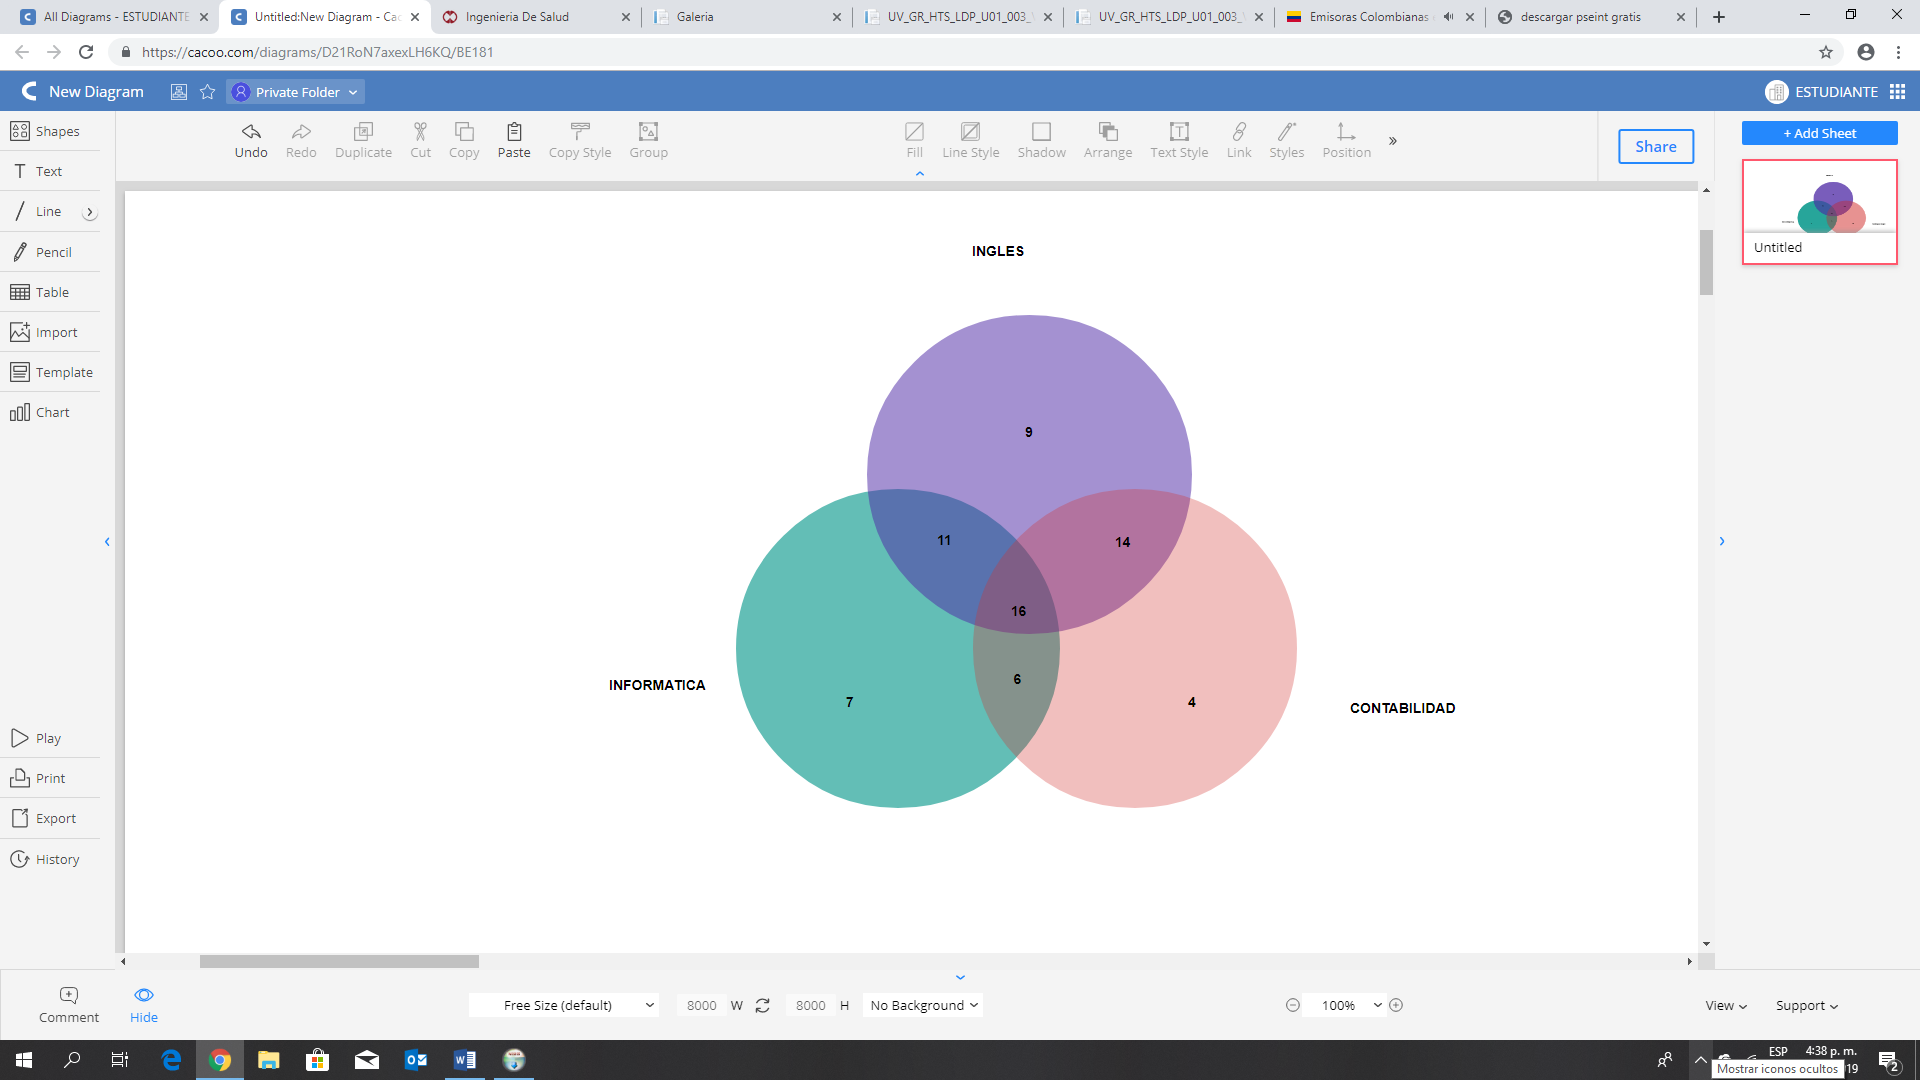 All Diagrams - ESTUDIANTE
Untitled:New Diagram - Cac
Ingenieria De Salud
Galeria
UV_GR_HTS_LDP_U01_003_
UV_GR_HTS_LDP_U01_003_
Emisoras Colombianas
descargar pseint gratis
https://cacoo.com/diagrams/D21RoN7axexLH6KQ/BE181
New Diagram
Private Folder
ESTUDIANTE
Shapes
Text
Line
Pencil
Table
Import
Template
Chart
Play
Print
Export
History
Undo
Redo
Duplicate
Cut
Copy
Paste
Copy Style
Group
Fill
Line Style
Shadow
Arrange
Text Style
Link
Styles
Position
»
Share
+ Add Sheet
Untitled
INGLES
9
11
14
16
INFORMATICA
7
6
4
CONTABILIDAD
Comment
Hide
Free Size (default)
8000 W
8000 H
No Background
100%
View
Support
ESP
4:38 p. m.
19
2
Mostrar iconos ocultos